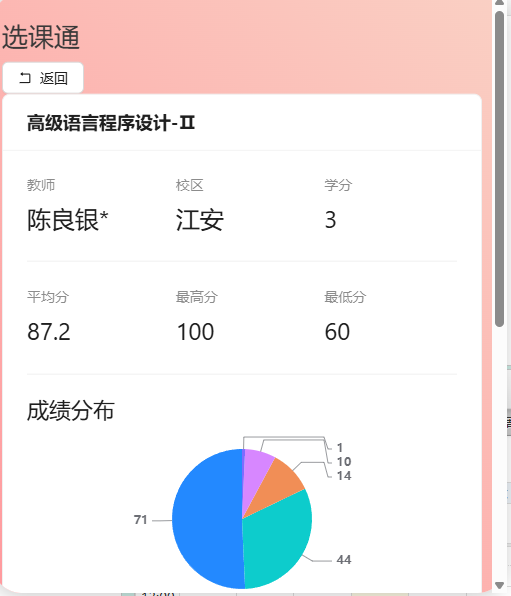 选课通
返回
高级语言程序设计-Ⅱ
教师 校区 学分
陈良银* 江安 3
平均分 最高分 最低分
87.2 100 60
成绩分布
1
10
14
71
44